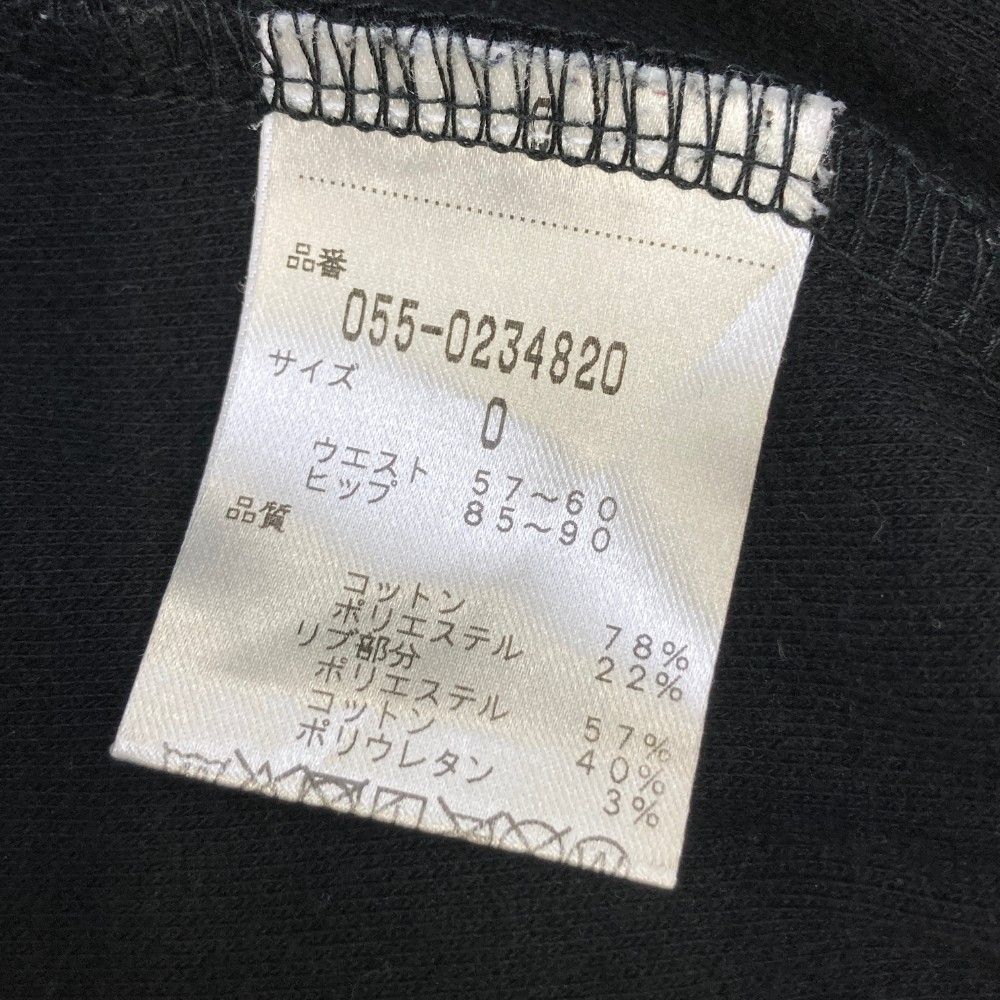 品番
055-0234820
サイズ
0
ウエスト 57～60
ヒップ 85～90
品質
コットン 78%
ポリエステル 22%
リブ部分
ポリエステル 57%
コットン 40%
ポリウレタン 3%